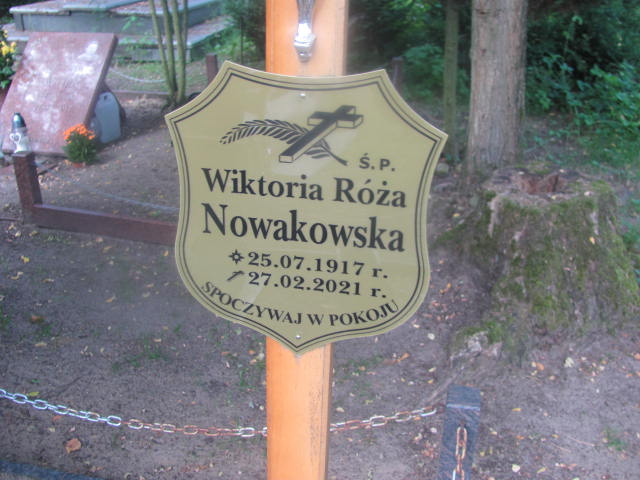 Ś.P.
Wiktoria Róża
Nowakowska
25.07.1917 r.
27.02.2021 r.
SPOCZYWAJ W POKOJU